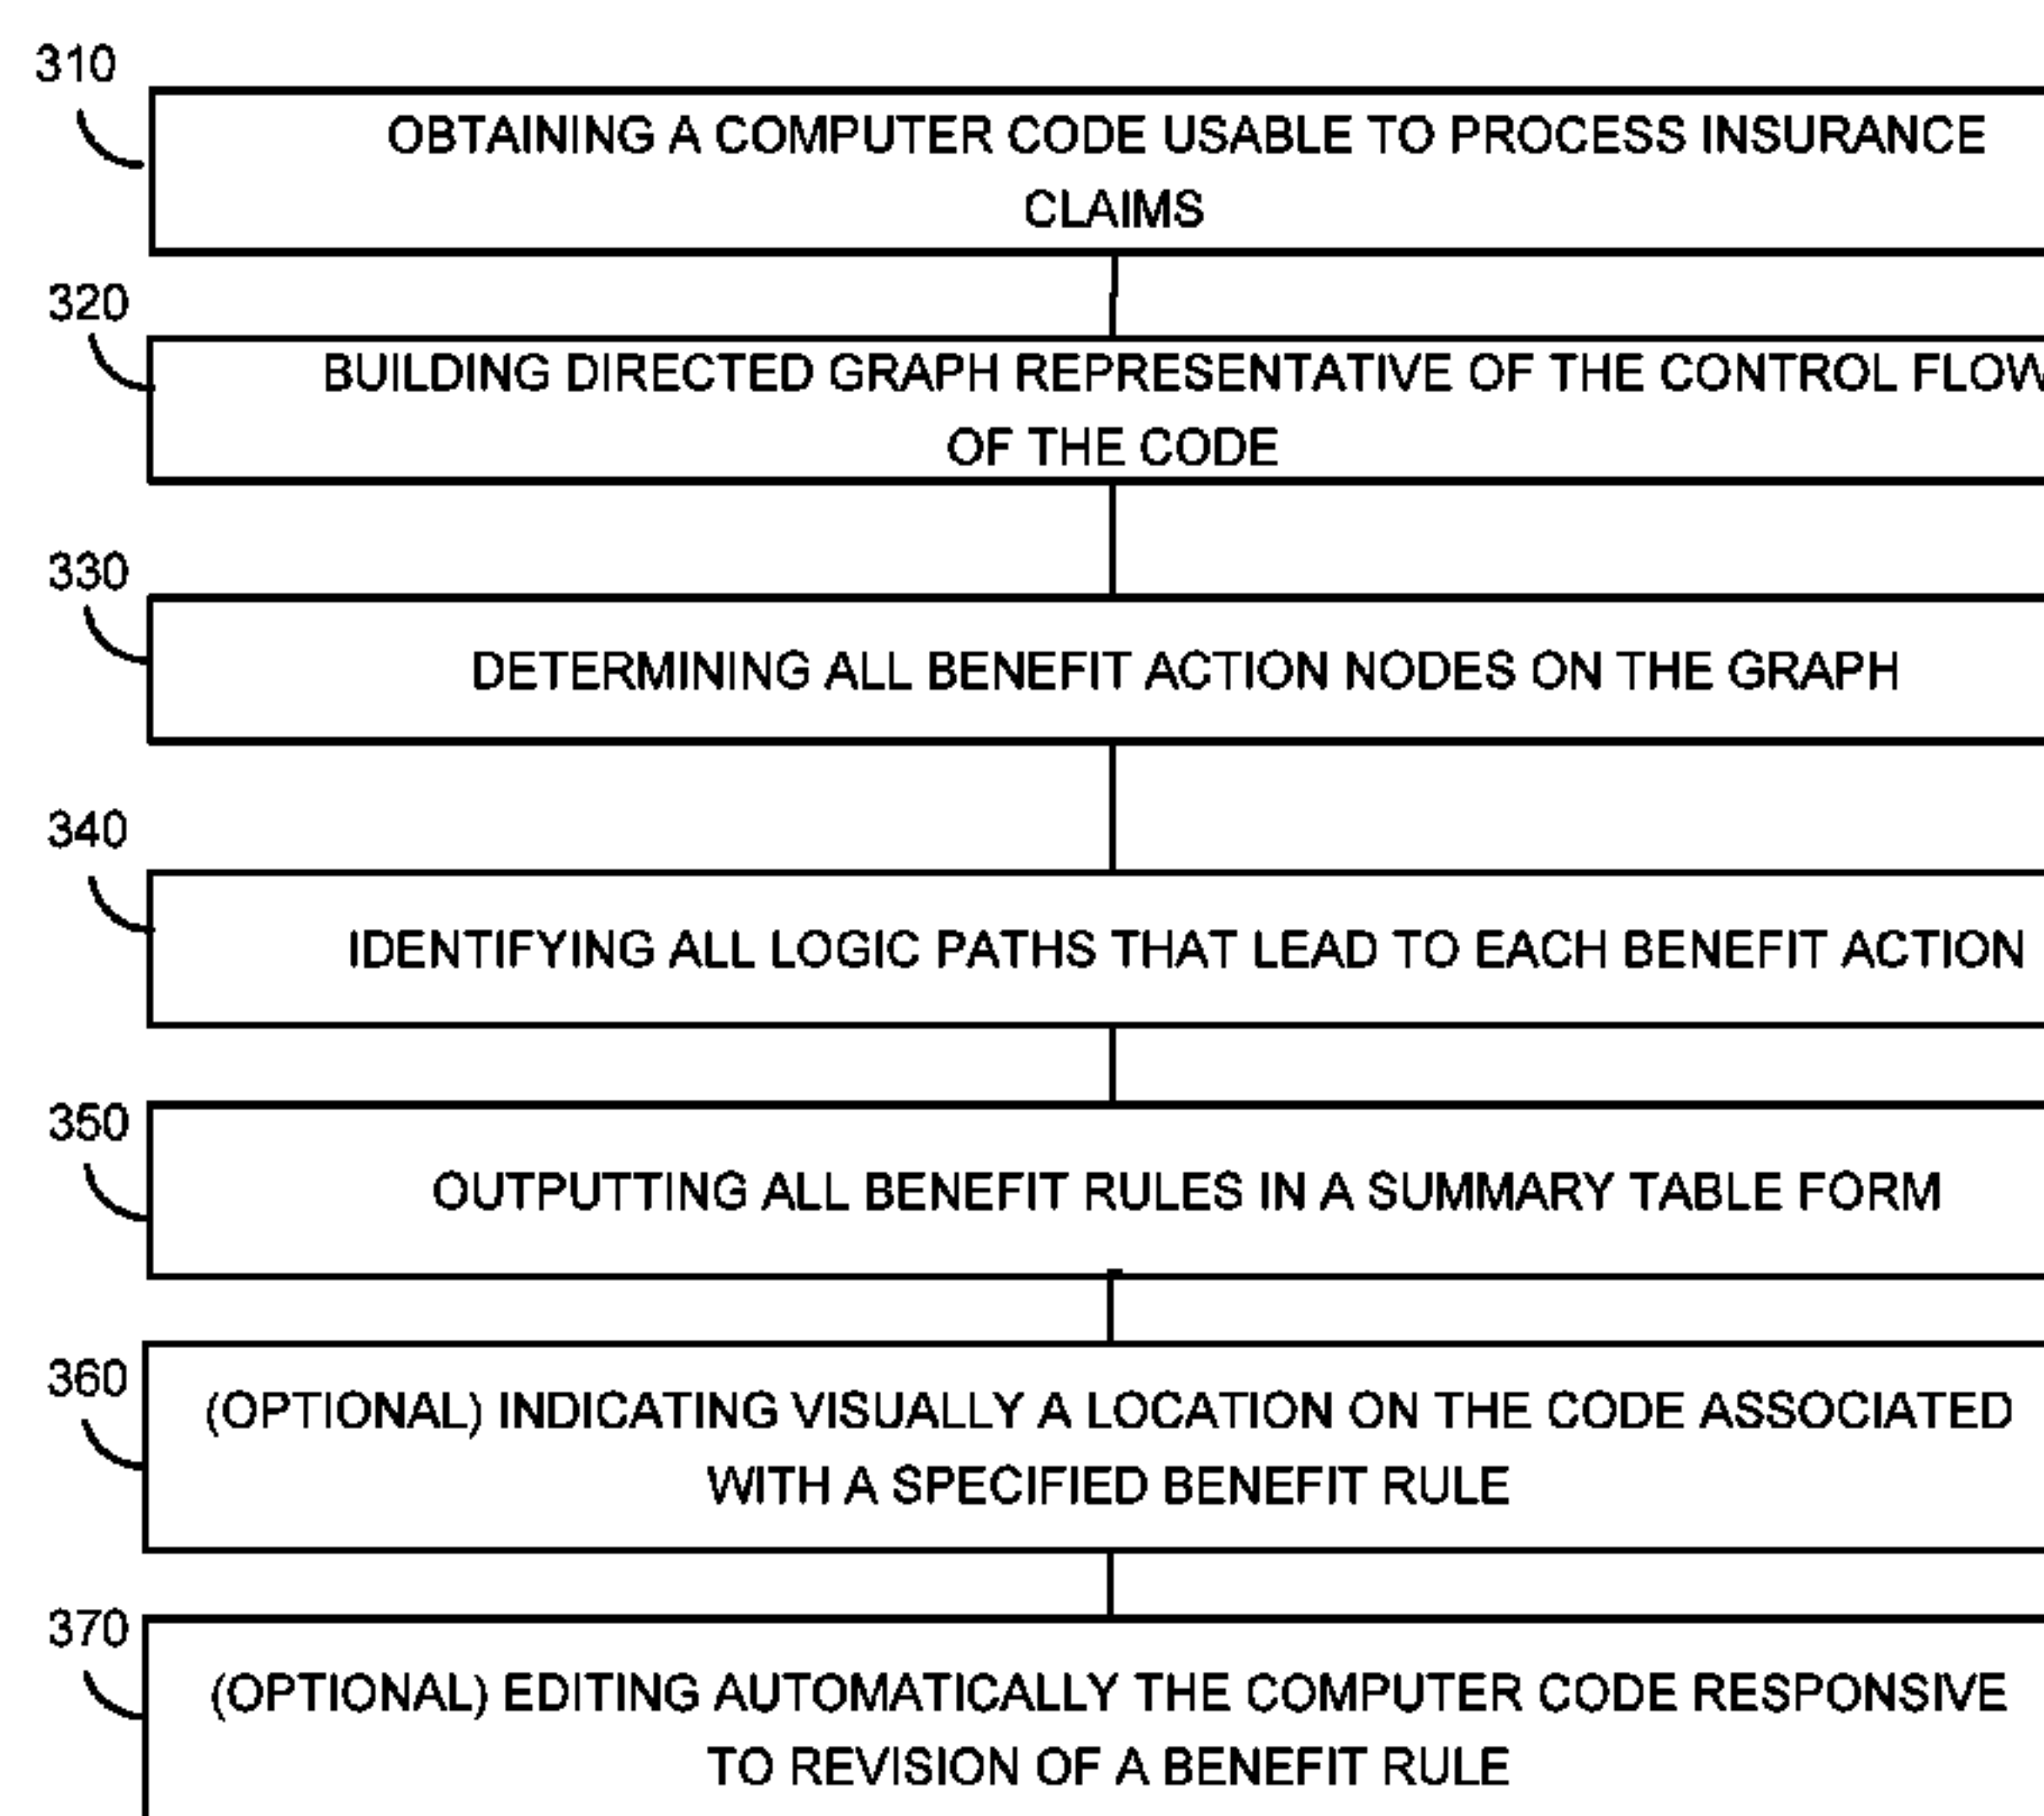 310
OBTAINING A COMPUTER CODE USABLE TO PROCESS INSURANCE
CLAIMS
320
BUILDING DIRECTED GRAPH REPRESENTATIVE OF THE CONTROL FLOW
OF THE CODE
330
DETERMINING ALL BENEFIT ACTION NODES ON THE GRAPH
340
IDENTIFYING ALL LOGIC PATHS THAT LEAD TO EACH BENEFIT ACTION
350
OUTPUTTING ALL BENEFIT RULES IN A SUMMARY TABLE FORM
360
(OPTIONAL) INDICATING VISUALLY A LOCATION ON THE CODE ASSOCIATED
WITH A SPECIFIED BENEFIT RULE
370
(OPTIONAL) EDITING AUTOMATICALLY THE COMPUTER CODE RESPONSIVE
TO REVISION OF A BENEFIT RULE